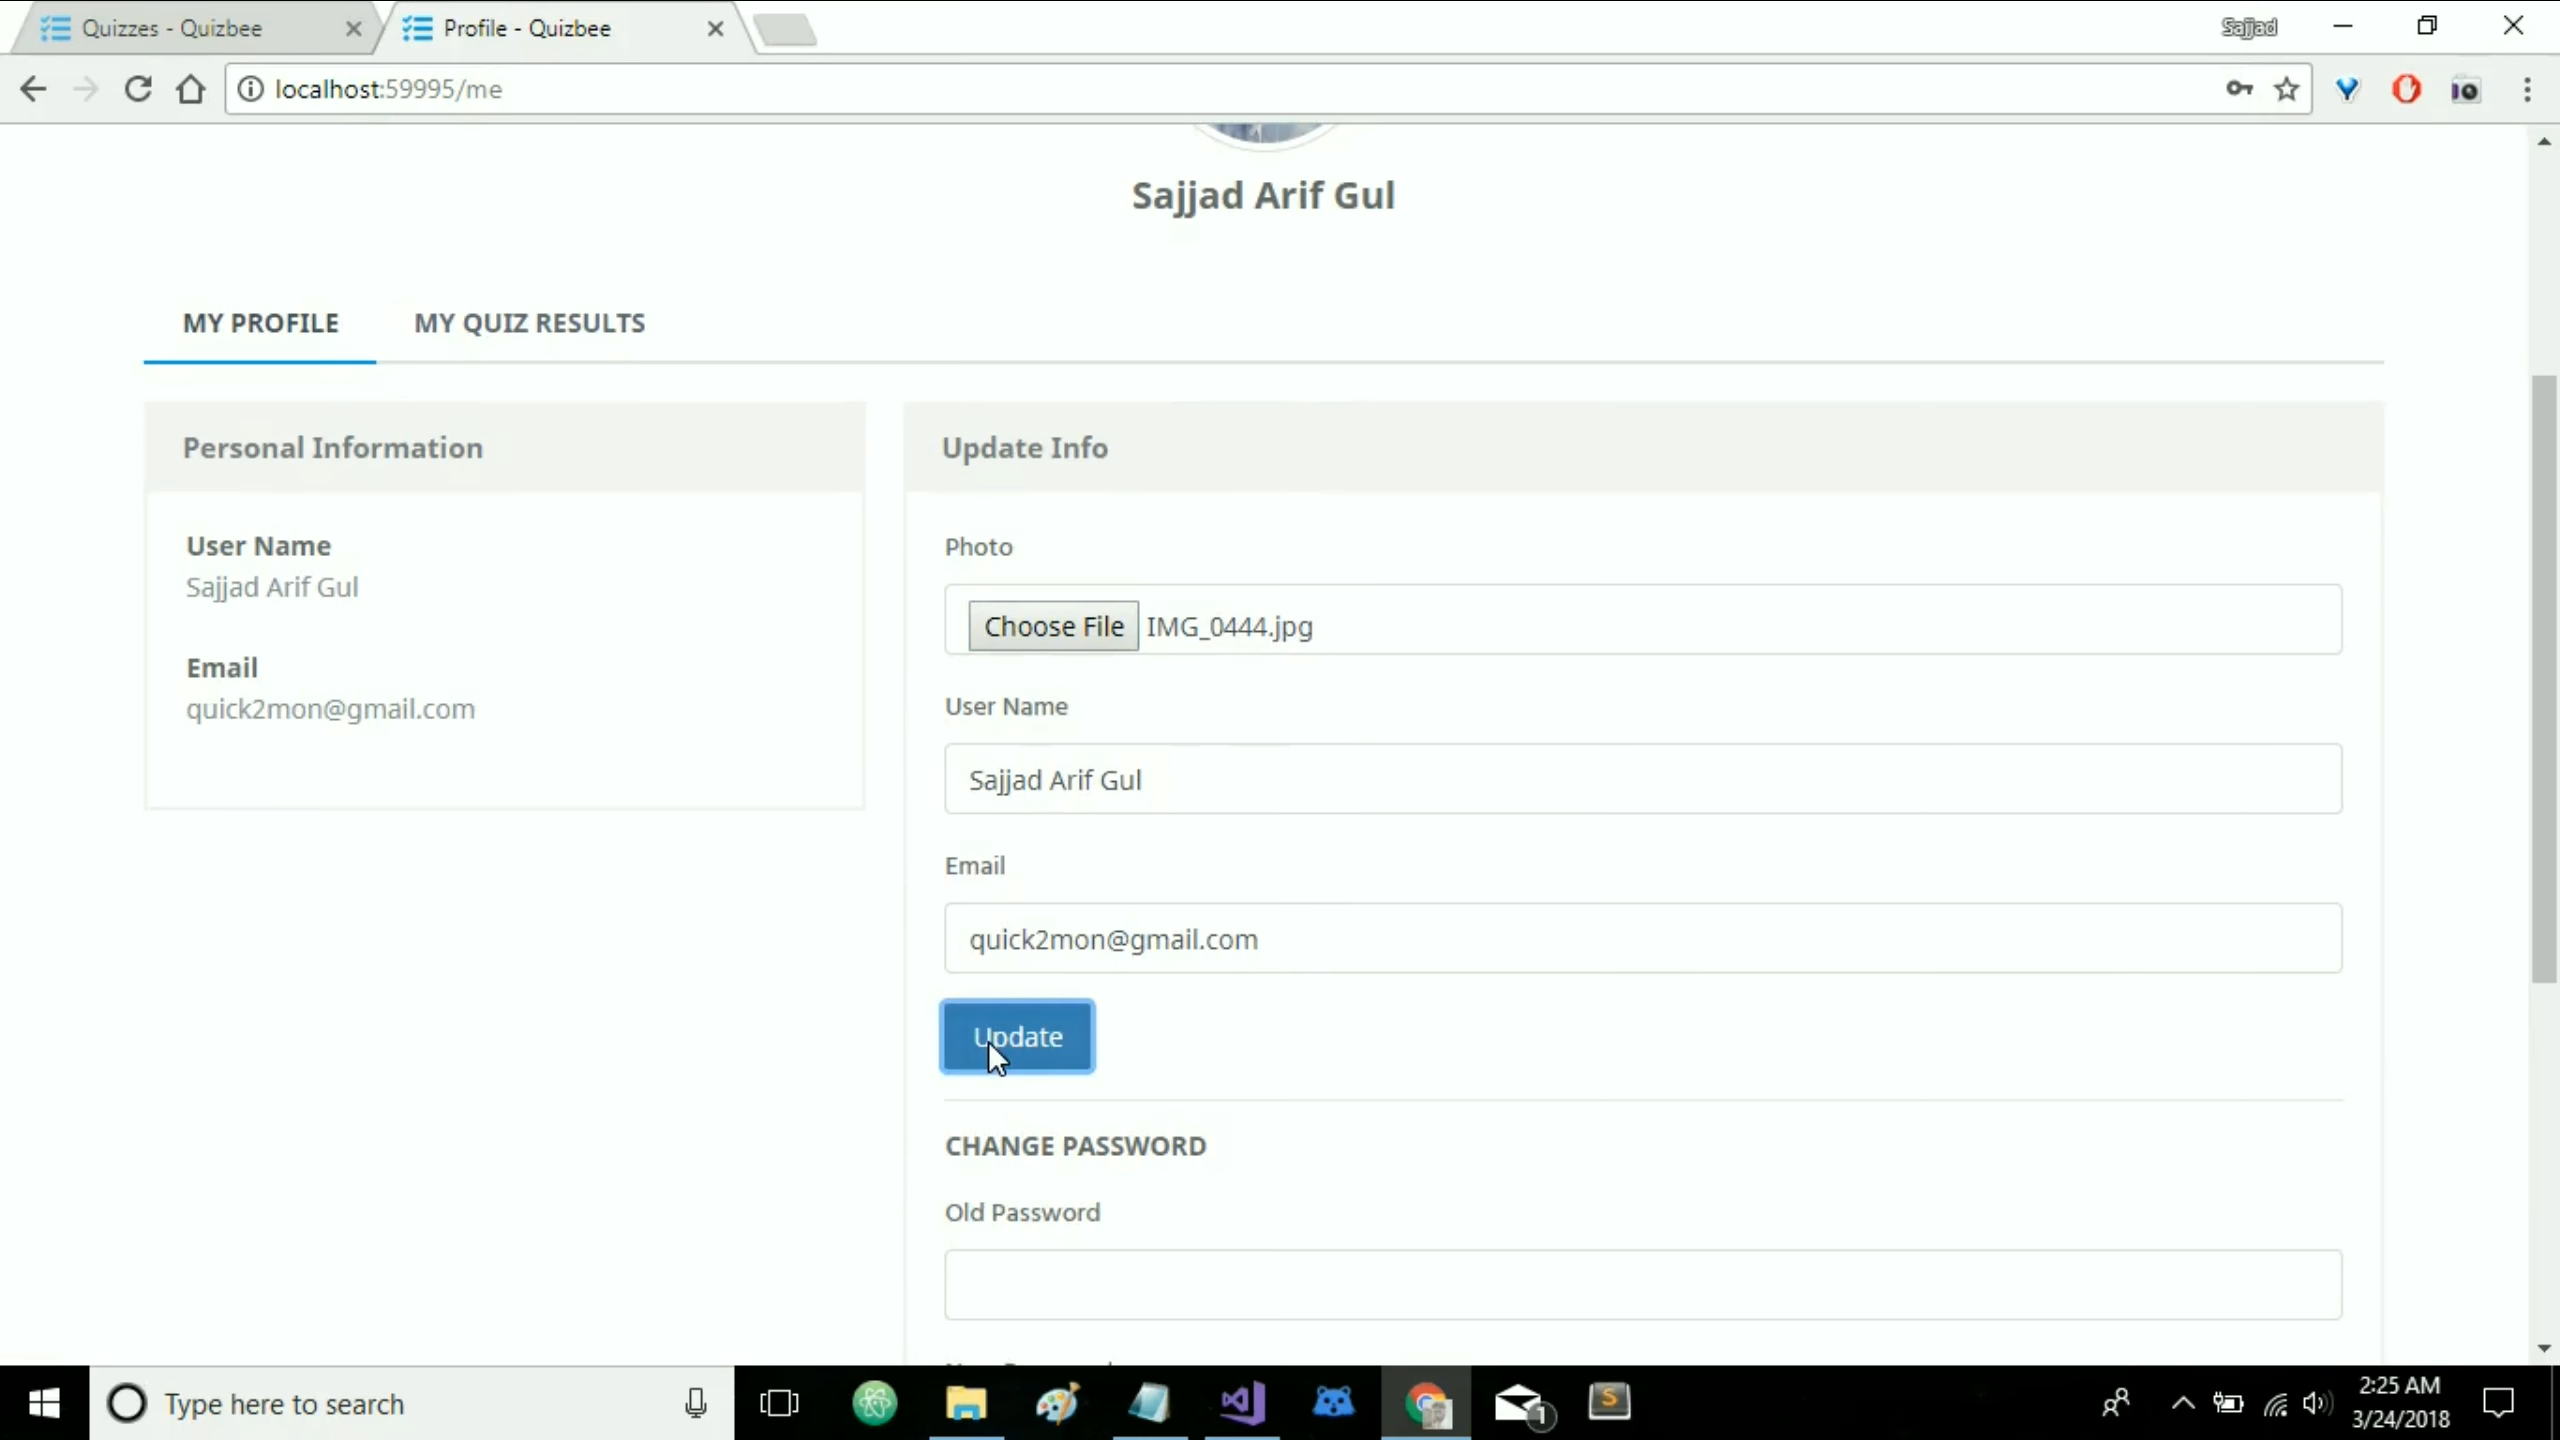 Quizzes - Quizbee
Profile - Quizbee
Sajjad
localhost:59995/me
Sajjad Arif Gul
MY PROFILE
MY QUIZ RESULTS
Personal Information
User Name
Sajjad Arif Gul
Email
quick2mon@gmail.com
Update Info
Photo
Choose File IMG_0444.jpg
User Name
Sajjad Arif Gul
Email
quick2mon@gmail.com
Update
CHANGE PASSWORD
Old Password
Type here to search
1
S
2:25 AM
3/24/2018